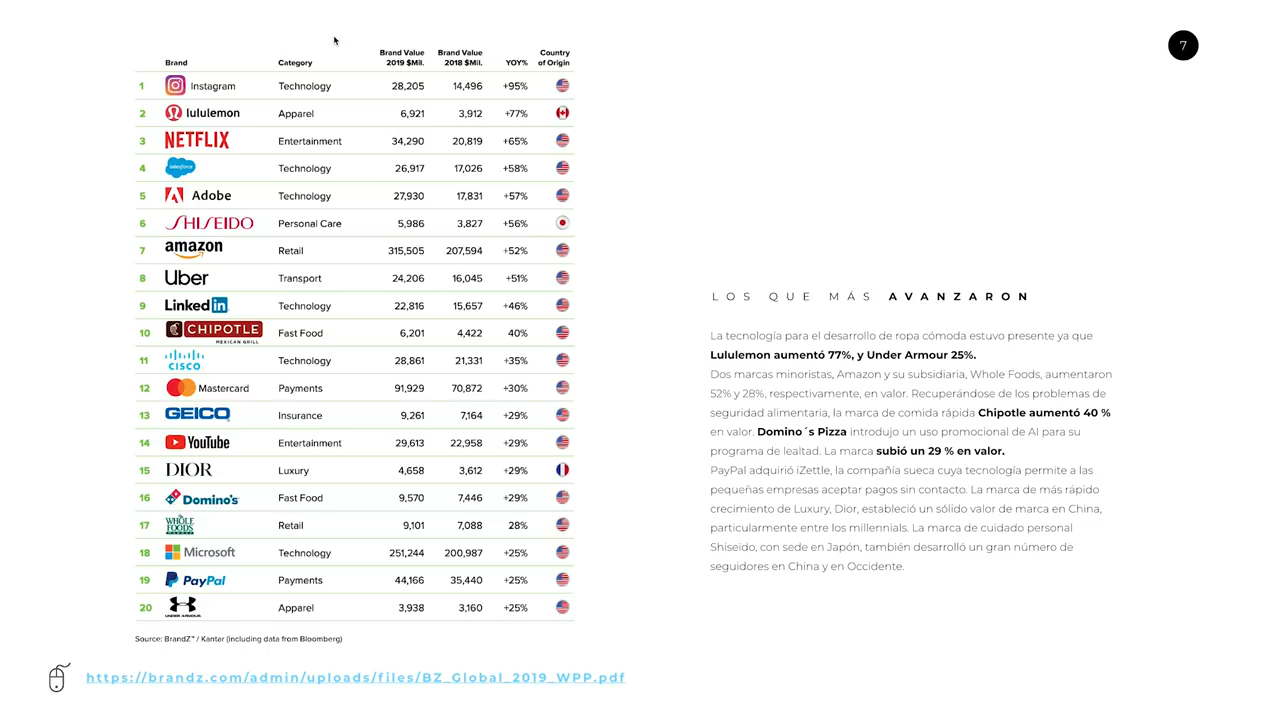 7
Brand Category Brand Value 2019 $Mil. Brand Value 2018 $Mil. YOY% Country of Origin
1 Instagram Technology 28,205 14,496 +95%
2 lululemon Apparel 6,921 3,912 +77%
3 NETFLIX Entertainment 34,290 20,819 +65%
4 salesforce Technology 26,917 17,026 +58%
5 Adobe Technology 27,930 17,831 +57%
6 SHISEIDO Personal Care 5,986 3,827 +56%
7 amazon Retail 315,505 207,594 +52%
8 Uber Transport 24,206 16,045 +51%
9 Linked in Technology 22,816 15,657 +46%
10 CHIPOTLE MEXICAN GRILL Fast Food 6,201 4,422 40%
11 CISCO Technology 28,861 21,331 +35%
12 Mastercard Payments 91,929 70,872 +30%
13 GEICO Insurance 9,261 7,164 +29%
14 YouTube Entertainment 29,613 22,958 +29%
15 DIOR Luxury 4,658 3,612 +29%
16 Domino's Fast Food 9,570 7,446 +29%
17 WHOLE FOODS MARKET Retail 9,101 7,088 28%
18 Microsoft Technology 251,244 200,987 +25%
19 PayPal Payments 44,166 35,440 +25%
20 UNDER ARMOUR Apparel 3,938 3,160 +25%
Source: BrandZ™ / Kantar (including data from Bloomberg)
https://brandz.com/admin/uploads/files/BZ_Global_2019_WPP.pdf
LOS QUE MÁS AVANZARON
La tecnología para el desarrollo de ropa cómoda estuvo presente ya que
Lululemon aumentó 77%, y Under Armour 25%.
Dos marcas minoristas, Amazon y su subsidiaria, Whole Foods, aumentaron
52% y 28%, respectivamente, en valor. Recuperándose de los problemas de
seguridad alimentaria, la marca de comida rápida Chipotle aumentó 40 %
en valor. Domino´s Pizza introdujo un uso promocional de AI para su
programa de lealtad. La marca subió un 29 % en valor.
PayPal adquirió iZettle, la compañía sueca cuya tecnología permite a las
pequeñas empresas aceptar pagos sin contacto. La marca de más rápido
crecimiento de Luxury, Dior, estableció un sólido valor de marca en China,
particularmente entre los millennials. La marca de cuidado personal
Shiseido, con sede en Japón, también desarrolló un gran número de
seguidores en China y en Occidente.